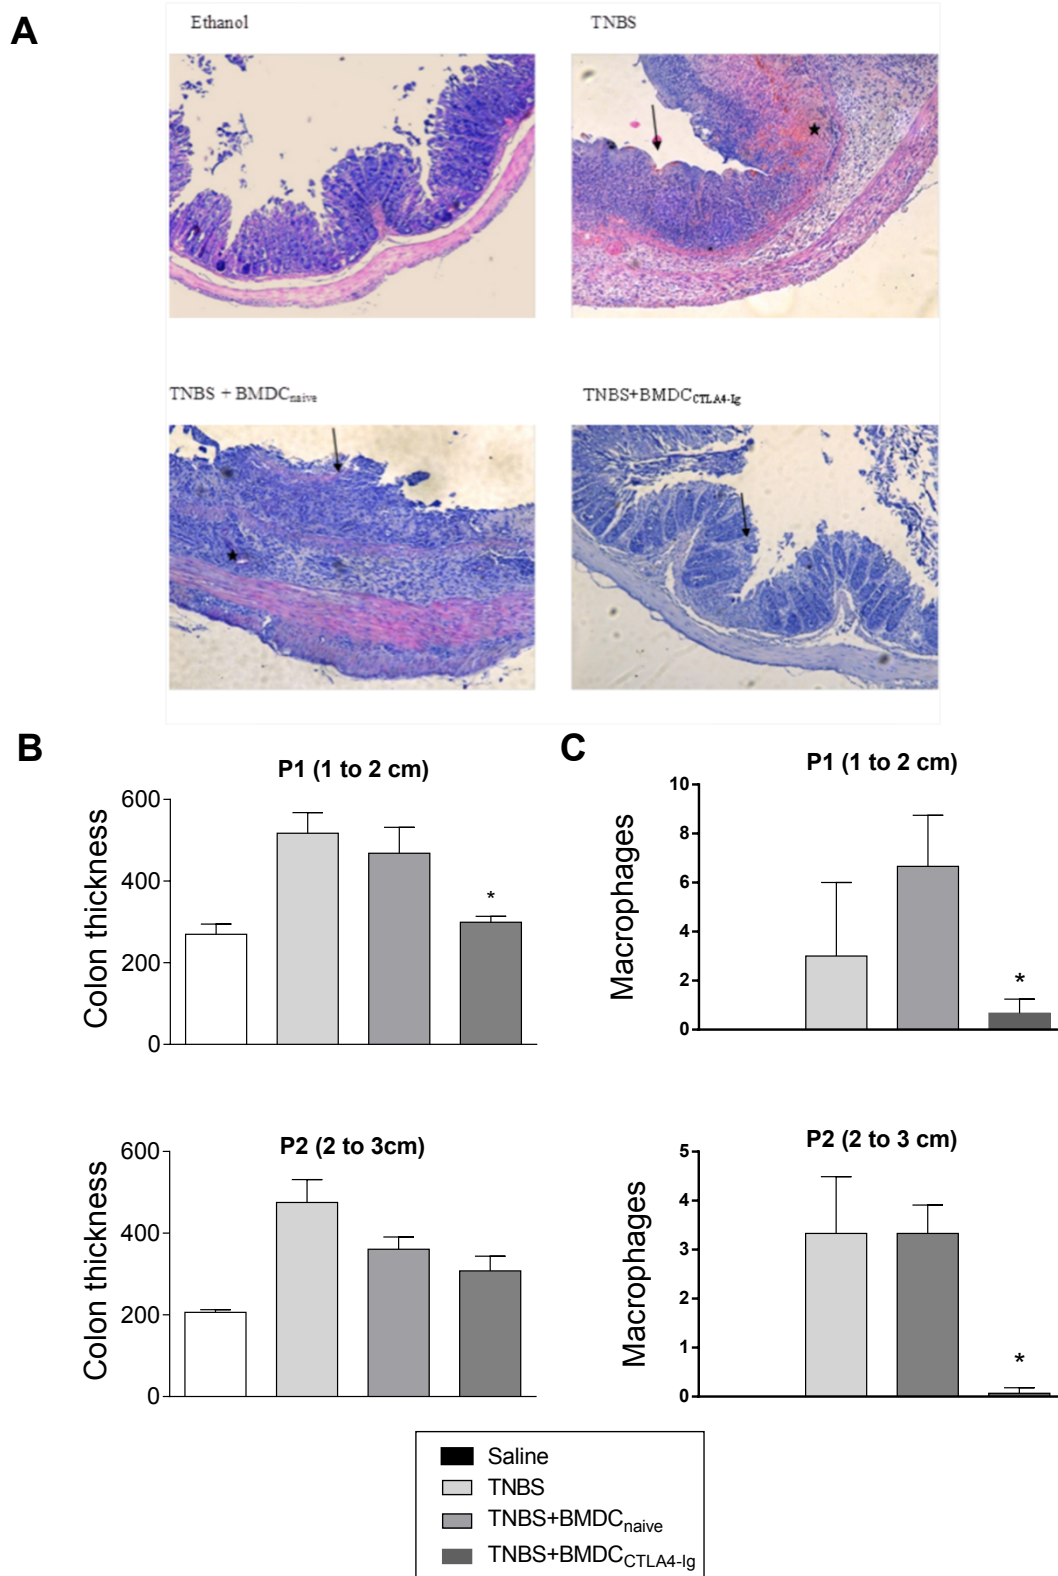 A
Ethanol
TNBS
TNBS + BMDCnaive
TNBS+BMDCCTLA4-Ig
B
P1 (1 to 2 cm)
Colon thickness
600
400
200
0
*
C
P1 (1 to 2 cm)
Macrophages
10
8
6
4
2
0
*
P2 (2 to 3cm)
Colon thickness
600
400
200
0
P2 (2 to 3 cm)
Macrophages
5
4
3
2
1
0
*
Saline
TNBS
TNBS+BMDCnaive
TNBS+BMDCCTLA4-Ig